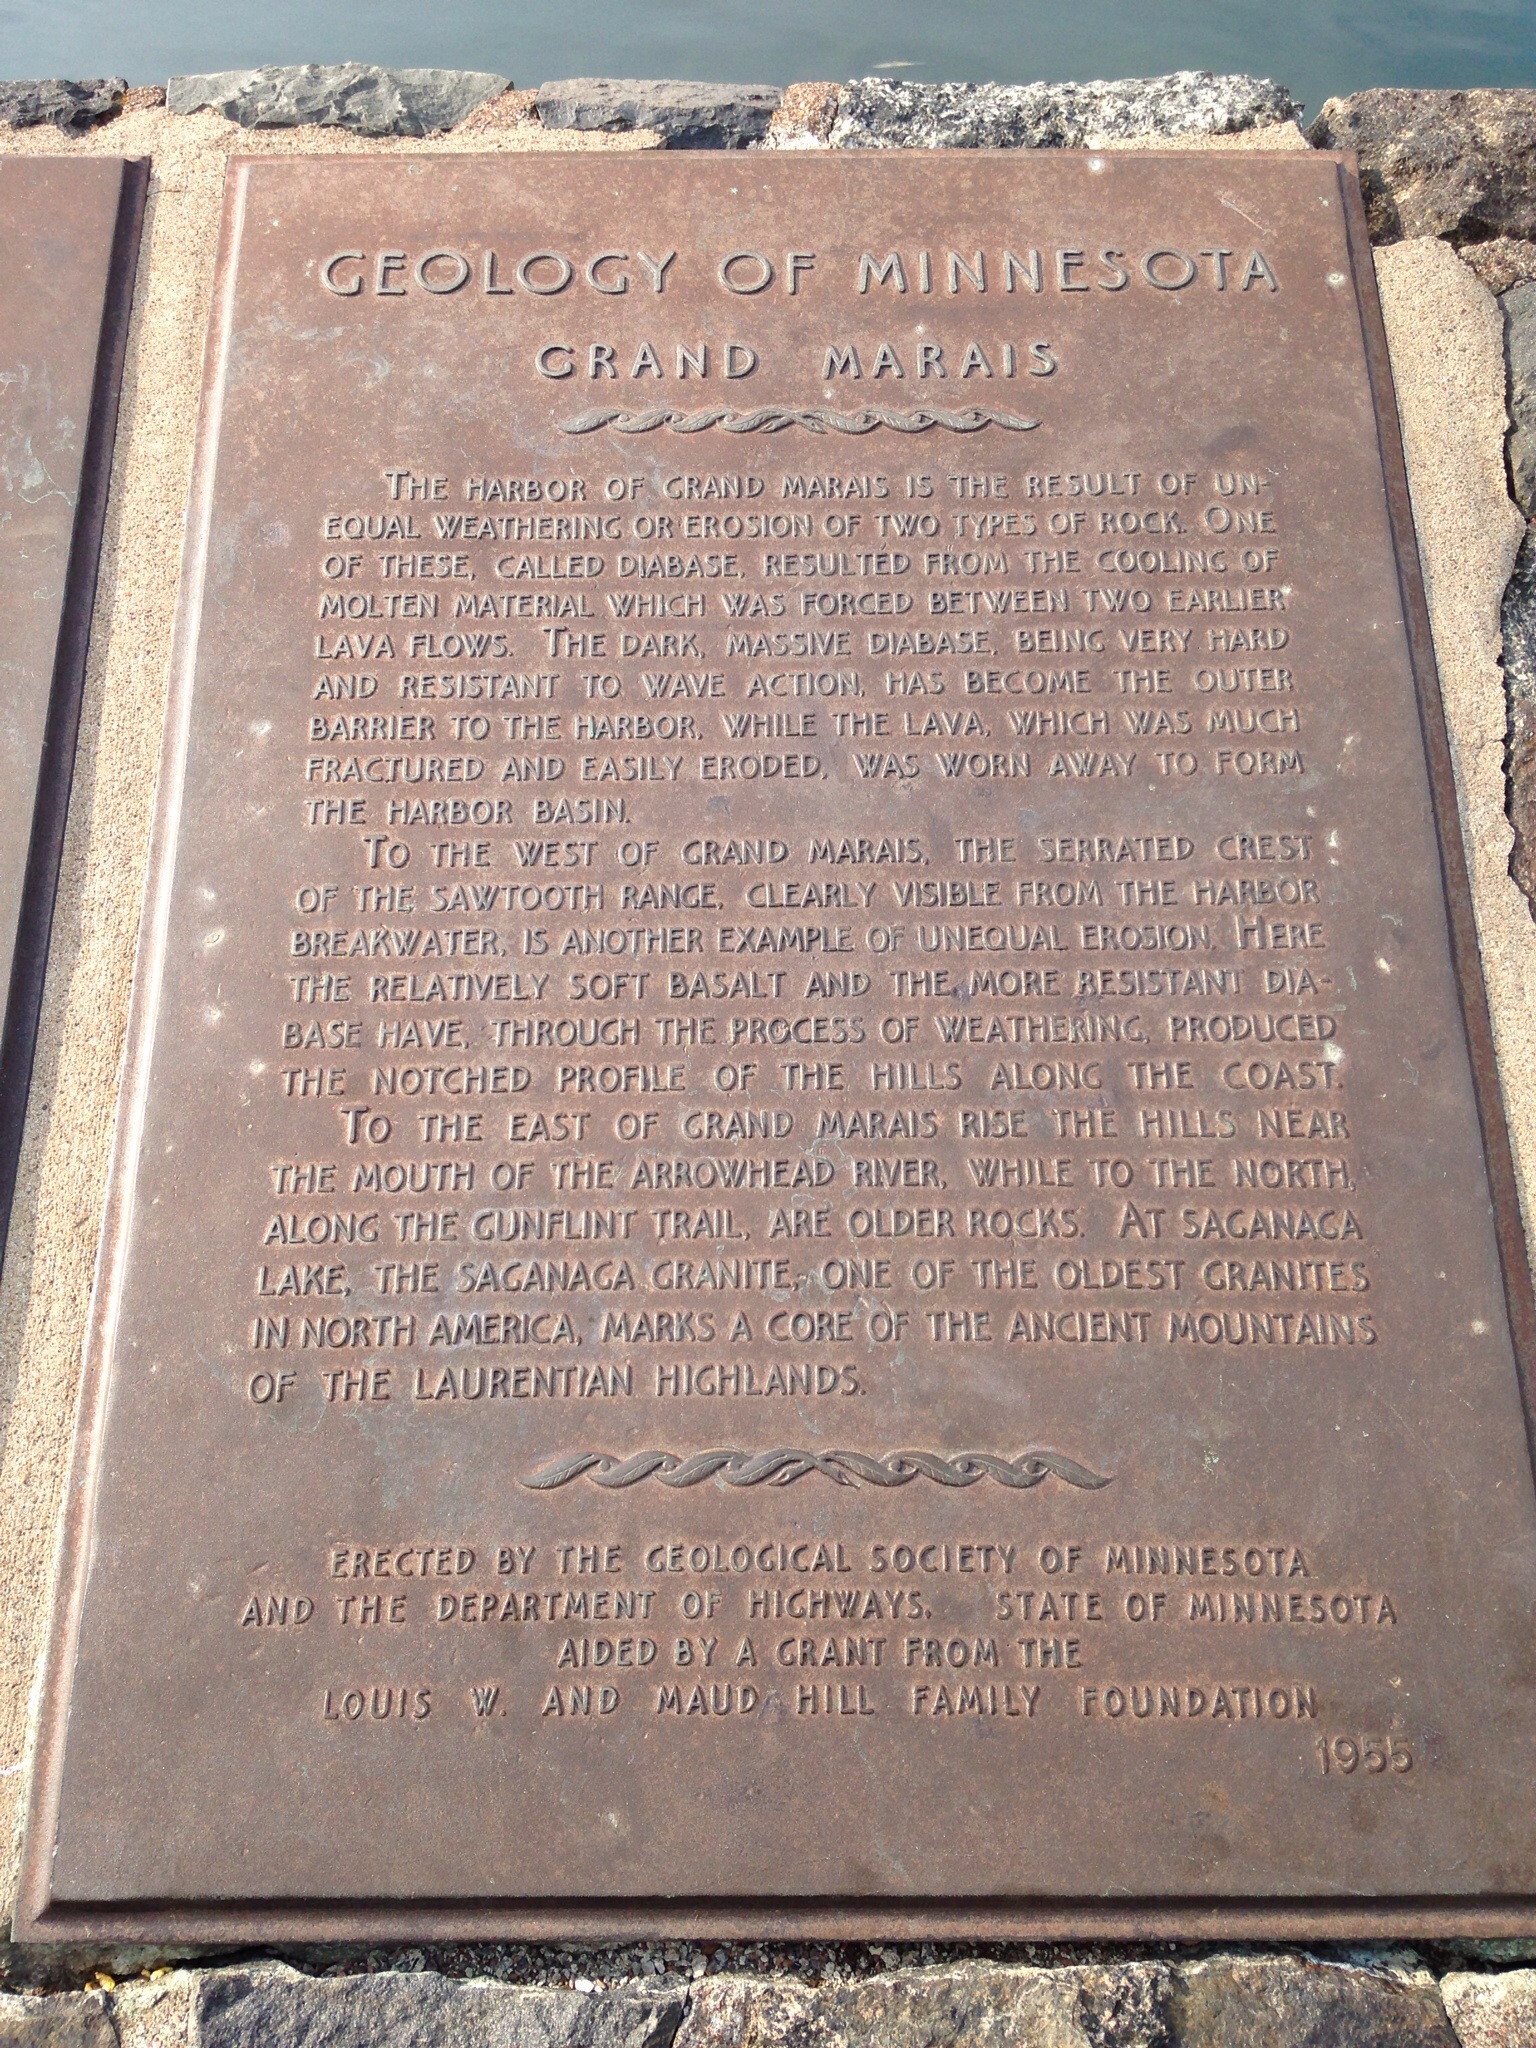 GEOLOGY OF MINNESOTA
GRAND MARAIS
THE HARBOR OF GRAND MARAIS IS THE RESULT OF UN-
EQUAL WEATHERING OR EROSION OF TWO TYPES OF ROCK. ONE
OF THESE, CALLED DIABASE, RESULTED FROM THE COOLING OF
MOLTEN MATERIAL WHICH WAS FORCED BETWEEN TWO EARLIER
LAVA FLOWS. THE DARK, MASSIVE DIABASE, BEING VERY HARD
AND RESISTANT TO WAVE ACTION, HAS BECOME THE OUTER
BARRIER TO THE HARBOR, WHILE THE LAVA, WHICH WAS MUCH
FRACTURED AND EASILY ERODED, WAS WORN AWAY TO FORM
THE HARBOR BASIN.
TO THE WEST OF GRAND MARAIS, THE SERRATED CREST
OF THE SAWTOOTH RANGE, CLEARLY VISIBLE FROM THE HARBOR
BREAKWATER, IS ANOTHER EXAMPLE OF UNEQUAL EROSION. HERE
THE RELATIVELY SOFT BASALT AND THE MORE RESISTANT DIA-
BASE HAVE, THROUGH THE PROCESS OF WEATHERING, PRODUCED
THE NOTCHED PROFILE OF THE HILLS ALONG THE COAST.
TO THE EAST OF GRAND MARAIS RISE THE HILLS NEAR
THE MOUTH OF THE ARROWHEAD RIVER, WHILE TO THE NORTH,
ALONG THE GUNFLINT TRAIL, ARE OLDER ROCKS. AT SAGANAGA
LAKE, THE SAGANAGA GRANITE, ONE OF THE OLDEST GRANITES
IN NORTH AMERICA, MARKS A CORE OF THE ANCIENT MOUNTAINS
OF THE LAURENTIAN HIGHLANDS.
ERECTED BY THE GEOLOGICAL SOCIETY OF MINNESOTA
AND THE DEPARTMENT OF HIGHWAYS. STATE OF MINNESOTA
AIDED BY A GRANT FROM THE
LOUIS W. AND MAUD HILL FAMILY FOUNDATION
1955